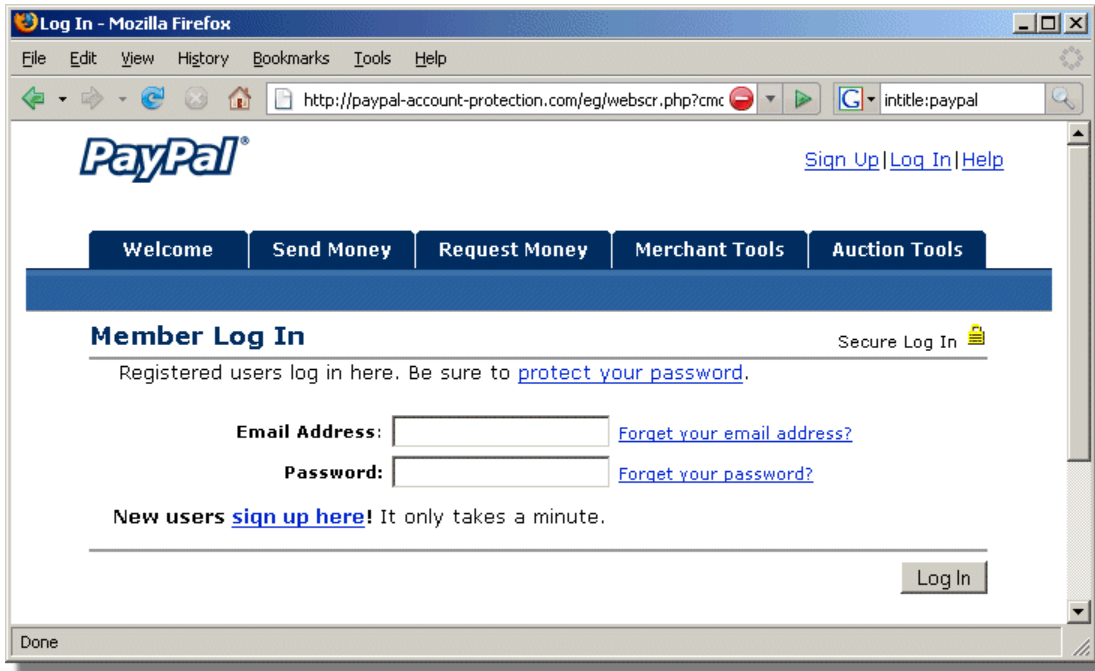 Log In - Mozilla Firefox
File Edit View History Bookmarks Tools Help
http://paypal-account-protection.com/eg/webscr.php?cmd G intitle:paypal
PayPal®
Sign Up|Log In|Help
Welcome Send Money Request Money Merchant Tools Auction Tools
Member Log In
Secure Log In
Registered users log in here. Be sure to protect your password.
Email Address: Forget your email address?
Password: Forget your password?
New users sign up here! It only takes a minute.
Log In
Done